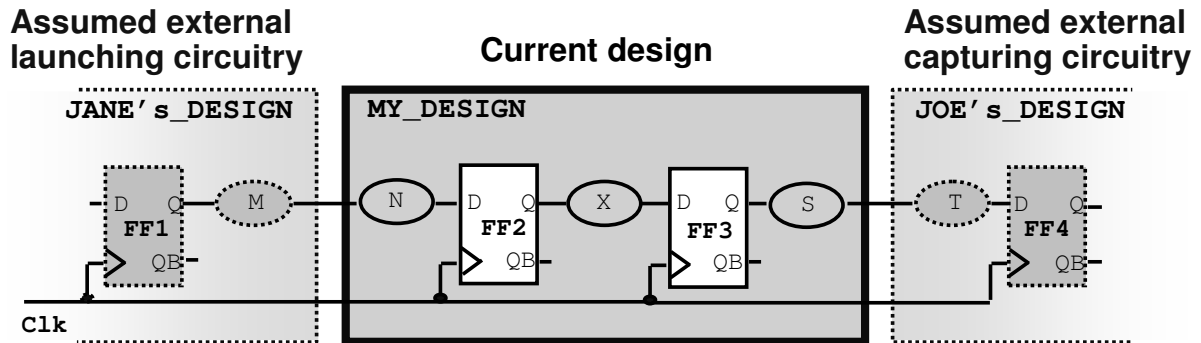 Assumed external
launching circuitry
Current design
Assumed external
capturing circuitry
JANE's_DESIGN
MY_DESIGN
JOE's_DESIGN
D Q
FF1
QB
M
N
D Q
FF2
QB
X
D Q
FF3
QB
S
T
D Q
FF4
QB
Clk